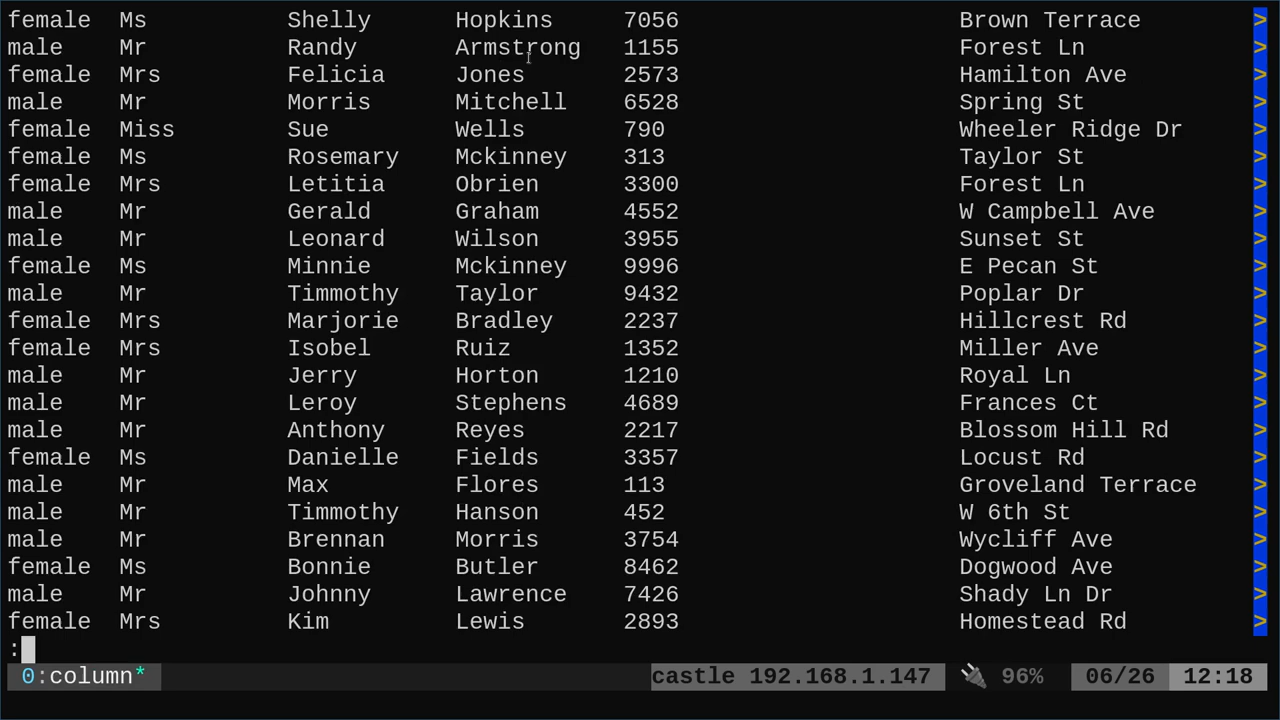 female Ms Shelly Hopkins 7056 Brown Terrace >
male Mr Randy Armstrong 1155 Forest Ln >
female Mrs Felicia Jones 2573 Hamilton Ave >
male Mr Morris Mitchell 6528 Spring St >
female Miss Sue Wells 790 Wheeler Ridge Dr >
female Ms Rosemary Mckinney 313 Taylor St >
female Mrs Letitia Obrien 3300 Forest Ln >
male Mr Gerald Graham 4552 W Campbell Ave >
male Mr Leonard Wilson 3955 Sunset St >
female Ms Minnie Mckinney 9996 E Pecan St >
male Mr Timmothy Taylor 9432 Poplar Dr >
female Mrs Marjorie Bradley 2237 Hillcrest Rd >
female Mrs Isobel Ruiz 1352 Miller Ave >
male Mr Jerry Horton 1210 Royal Ln >
male Mr Leroy Stephens 4689 Frances Ct >
male Mr Anthony Reyes 2217 Blossom Hill Rd >
female Ms Danielle Fields 3357 Locust Rd >
male Mr Max Flores 113 Groveland Terrace >
male Mr Timmothy Hanson 452 W 6th St >
male Mr Brennan Morris 3754 Wycliff Ave >
female Ms Bonnie Butler 8462 Dogwood Ave >
male Mr Johnny Lawrence 7426 Shady Ln Dr >
female Mrs Kim Lewis 2893 Homestead Rd >
:
0:column* castle 192.168.1.147 🔌 96% 06/26 12:18